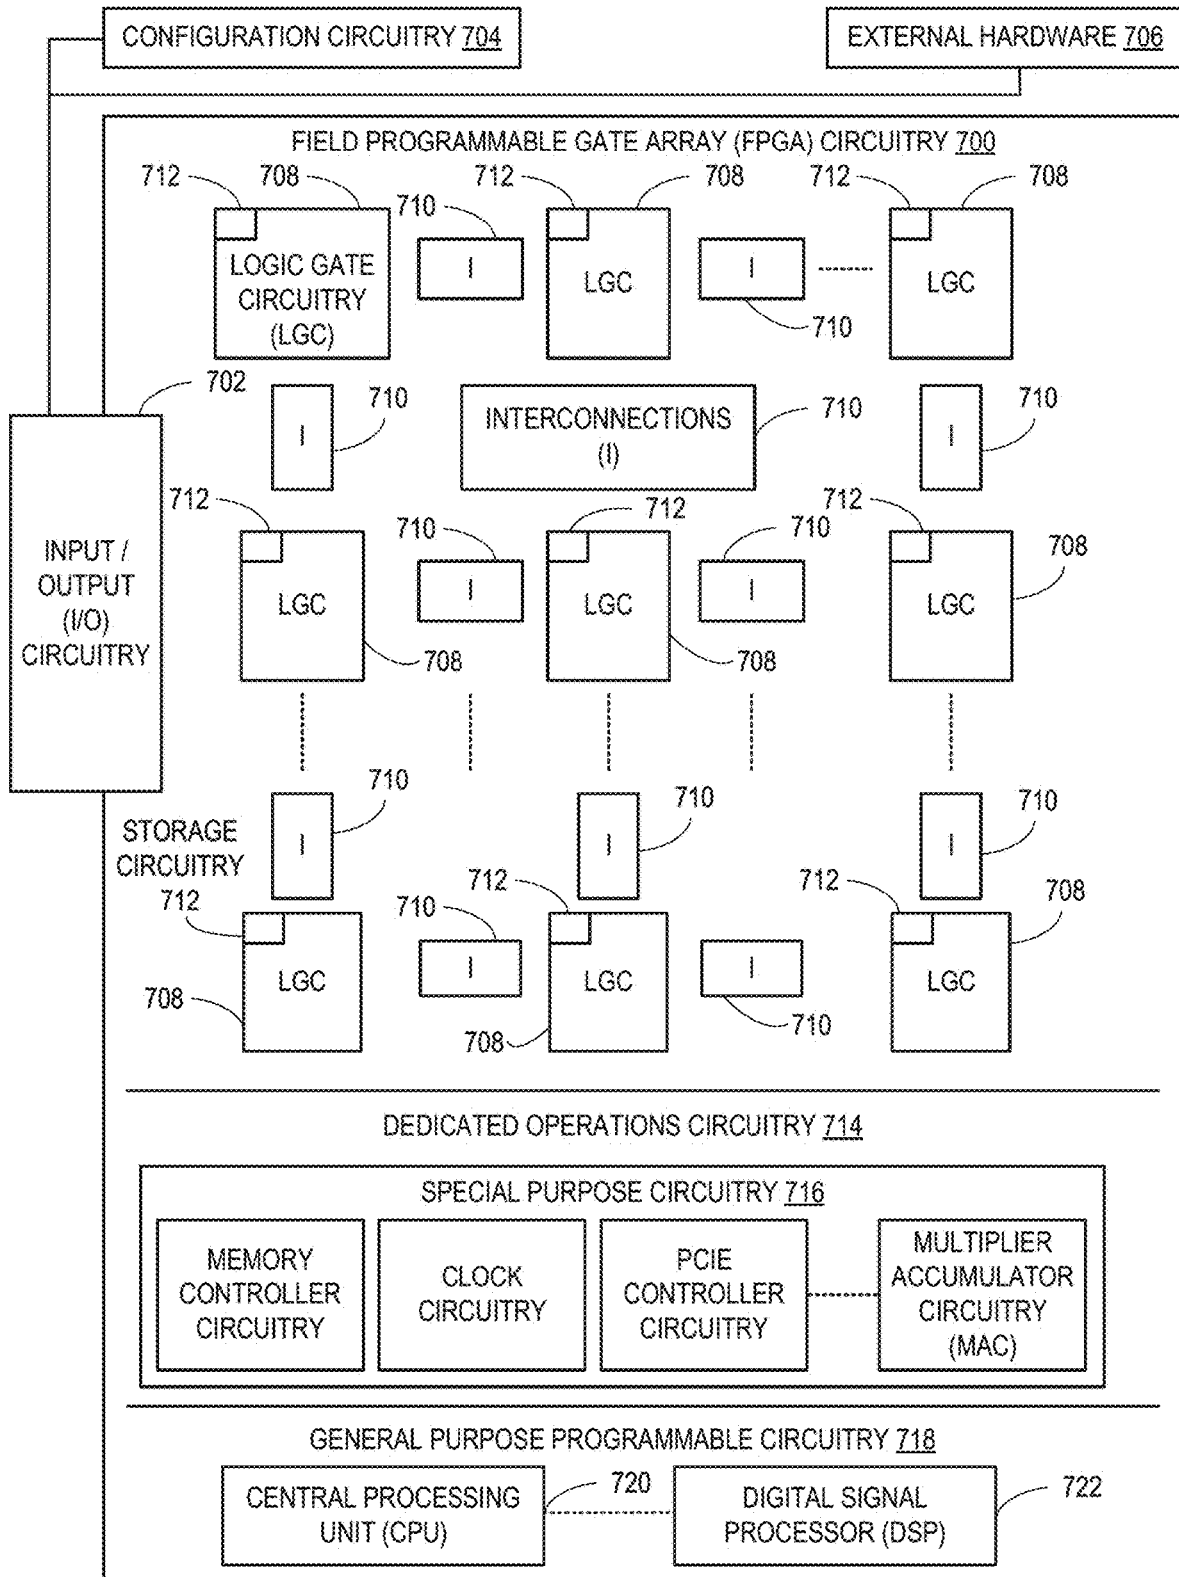 CONFIGURATION CIRCUITRY 704
EXTERNAL HARDWARE 706
FIELD PROGRAMMABLE GATE ARRAY (FPGA) CIRCUITRY 700
712 708 712 708 712 708
710
LOGIC GATE
CIRCUITRY
(LGC)
I
LGC
I
LGC
710
702
710
I
INTERCONNECTIONS
(I)
710
I
710
712
712
712
710
710
708
INPUT /
OUTPUT
(I/O)
CIRCUITRY
LGC
I
LGC
I
LGC
708
708
710
I
710
I
710
I
STORAGE
CIRCUITRY
712
712
712
708
710
LGC
I
LGC
I
LGC
708
708
710
DEDICATED OPERATIONS CIRCUITRY 714
SPECIAL PURPOSE CIRCUITRY 716
MEMORY
CONTROLLER
CIRCUITRY
CLOCK
CIRCUITRY
PCIE
CONTROLLER
CIRCUITRY
MULTIPLIER
ACCUMULATOR
CIRCUITRY
(MAC)
GENERAL PURPOSE PROGRAMMABLE CIRCUITRY 718
CENTRAL PROCESSING
UNIT (CPU)
720
DIGITAL SIGNAL
PROCESSOR (DSP)
722